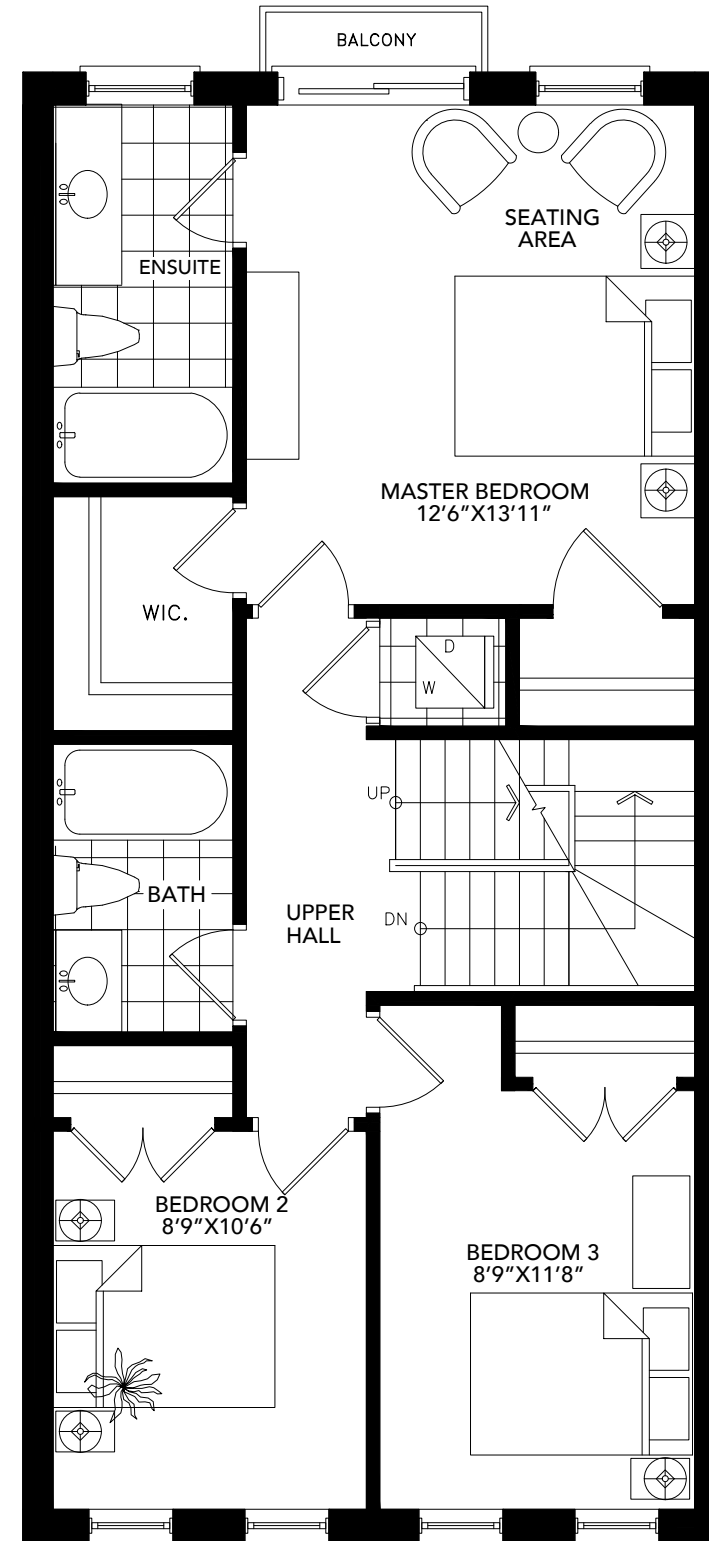 BALCONY
SEATING
AREA
ENSUITE
MASTER BEDROOM
12'6"X13'11"
WIC.
D
W
UP
BATH
UPPER
HALL
DN
BEDROOM 2
8'9"X10'6"
BEDROOM 3
8'9"X11'8"